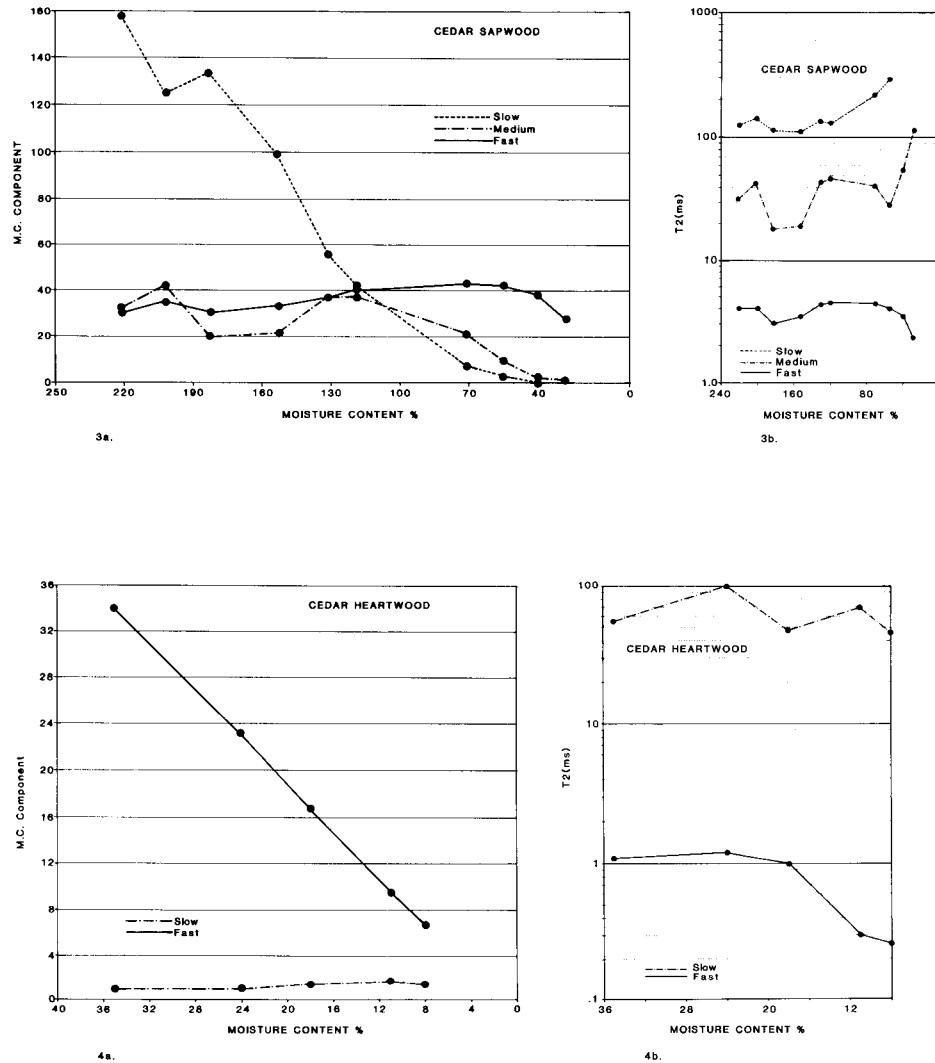 CEDAR SAPWOOD
160
140
120
100
80
60
40
20
0
M.C. COMPONENT
Slow
Medium
Fast
250 220 190 160 130 100 70 40 0
MOISTURE CONTENT %
3a.
CEDAR SAPWOOD
1000
100
10
1.0
T2(ms)
Slow
Medium
Fast
240 160 80
MOISTURE CONTENT %
3b.
CEDAR HEARTWOOD
36
32
28
24
20
16
12
8
4
0
M.C. Component
Slow
Fast
40 36 32 28 24 20 16 12 8 4 0
MOISTURE CONTENT %
4a.
CEDAR HEARTWOOD
100
10
1
.1
T2(ms)
Slow
Fast
28 20 12
MOISTURE CONTENT %
4b.